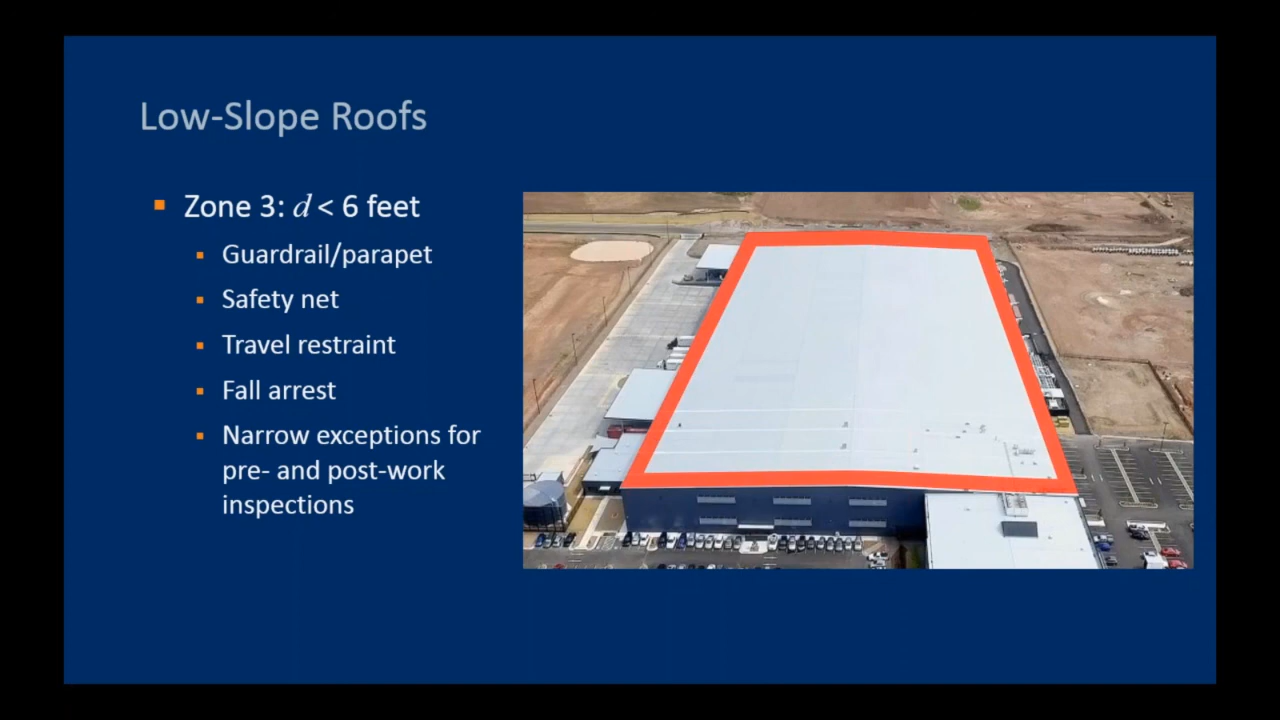 Low-Slope Roofs
Zone 3: d < 6 feet
Guardrail/parapet
Safety net
Travel restraint
Fall arrest
Narrow exceptions for
pre- and post-work
inspections